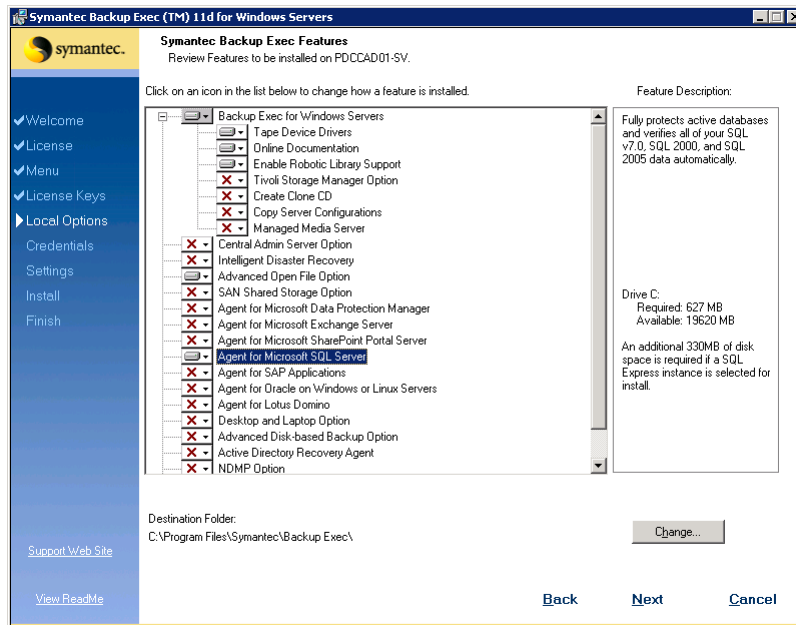 Symantec Backup Exec (TM) 11d for Windows Servers
symantec.
Symantec Backup Exec Features
Review Features to be installed on PDCCAD01-SV.
Click on an icon in the list below to change how a feature is installed.
Feature Description:
Welcome
License
Menu
License Keys
Local Options
Credentials
Settings
Install
Finish
Backup Exec for Windows Servers
Tape Device Drivers
Online Documentation
Enable Robotic Library Support
Tivoli Storage Manager Option
Create Clone CD
Copy Server Configurations
Managed Media Server
Central Admin Server Option
Intelligent Disaster Recovery
Advanced Open File Option
SAN Shared Storage Option
Agent for Microsoft Data Protection Manager
Agent for Microsoft Exchange Server
Agent for Microsoft SharePoint Portal Server
Agent for Microsoft SQL Server
Agent for SAP Applications
Agent for Oracle on Windows or Linux Servers
Agent for Lotus Domino
Desktop and Laptop Option
Advanced Disk-based Backup Option
Active Directory Recovery Agent
NDMP Option
Fully protects active databases
and verifies all of your SQL
v7.0, SQL 2000, and SQL
2005 data automatically.
Drive C:
Required: 627 MB
Available: 19620 MB
An additional 330MB of disk
space is required if a SQL
Express instance is selected for
install.
Destination Folder:
C:\Program Files\Symantec\Backup Exec\
Change...
Support Web Site
View ReadMe
Back
Next
Cancel